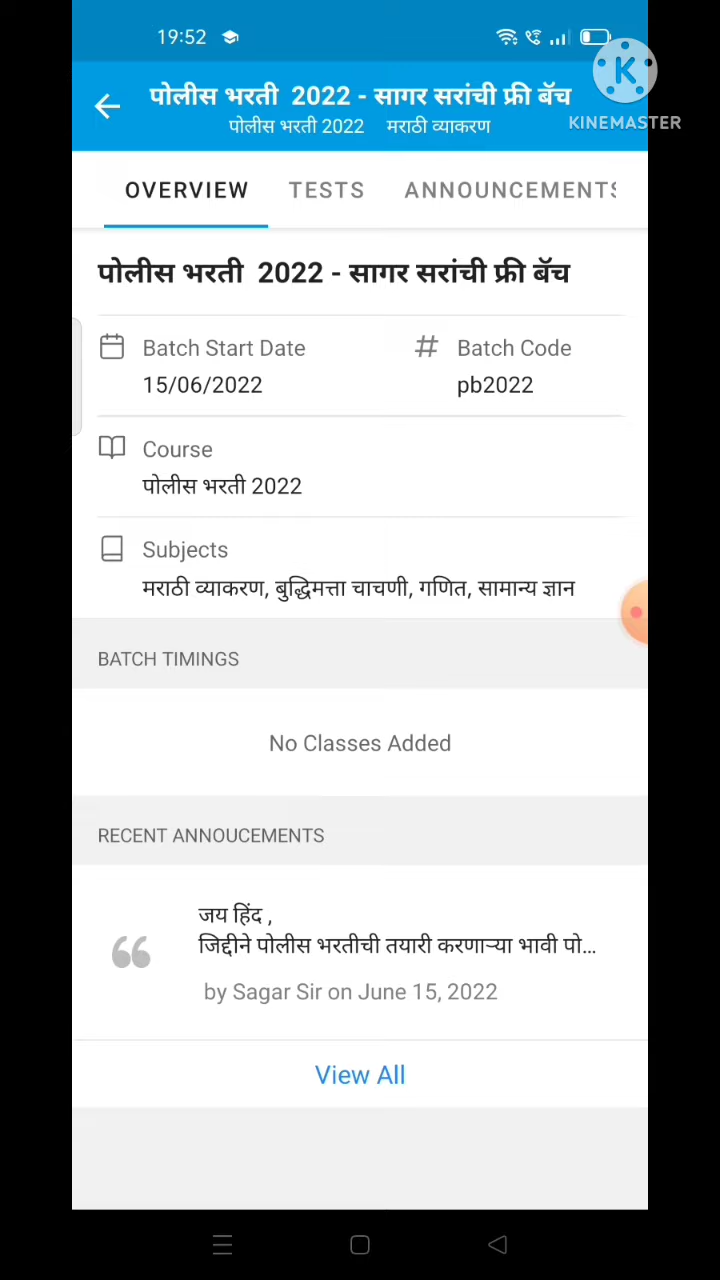 19:52
पोलीस भरती 2022 - सागर सरांची फ्री बॅच
पोलीस भरती 2022 मराठी व्याकरण
K
KINEMASTER
OVERVIEW TESTS ANNOUNCEMENTS
पोलीस भरती 2022 - सागर सरांची फ्री बॅच
Batch Start Date # Batch Code
15/06/2022 pb2022
Course
पोलीस भरती 2022
Subjects
मराठी व्याकरण, बुद्धिमत्ता चाचणी, गणित, सामान्य ज्ञान
BATCH TIMINGS
No Classes Added
RECENT ANNOUCEMENTS
जय हिंद ,
जिद्दीने पोलीस भरतीची तयारी करणाऱ्या भावी पो...
by Sagar Sir on June 15, 2022
View All